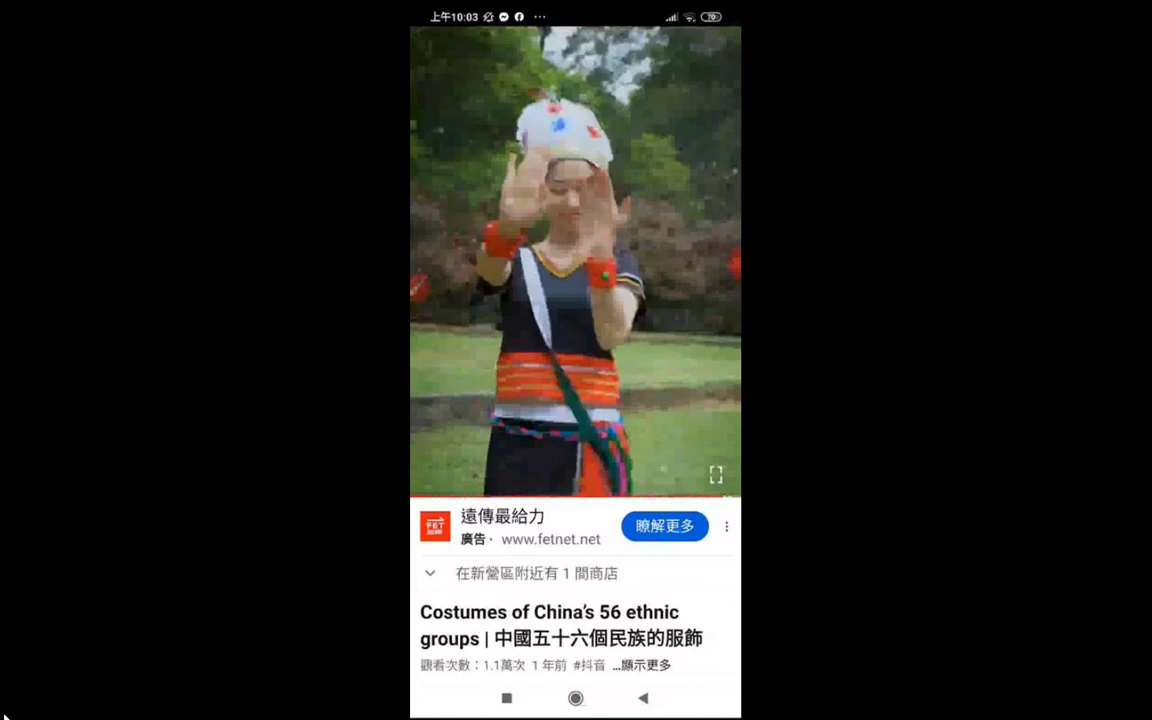 上午10:03
70
FET
遠傳最給力
廣告 · www.fetnet.net
瞭解更多
在新營區附近有 1 間商店
Costumes of China's 56 ethnic
groups | 中國五十六個民族的服飾
觀看次數：1.1萬次 1 年前 #抖音 ...顯示更多